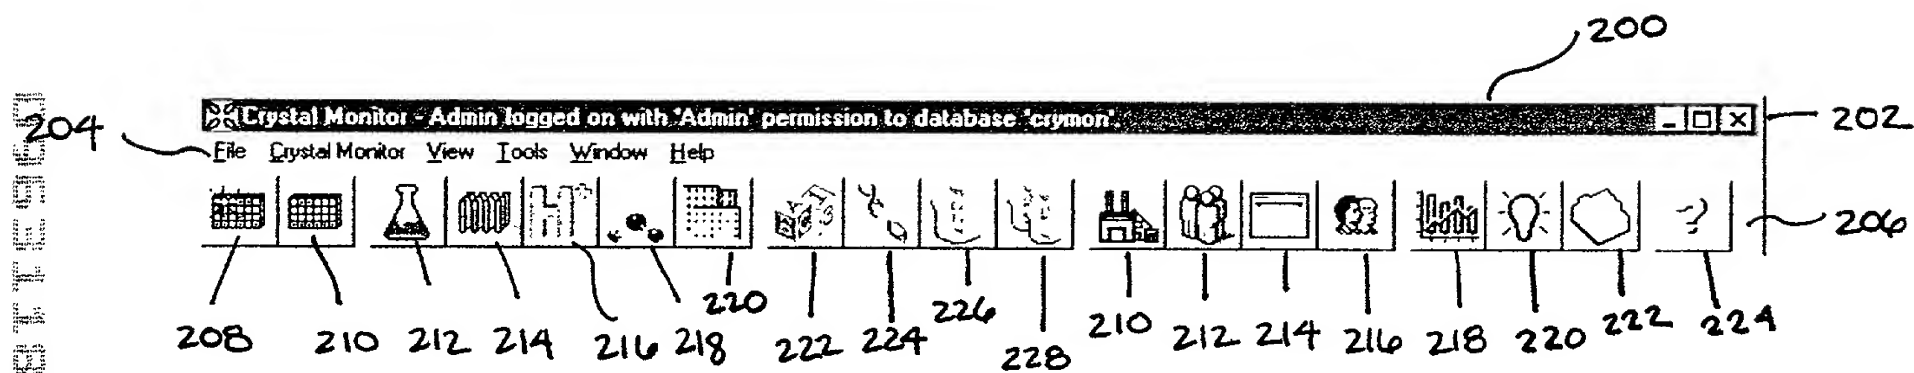 200
Crystal Monitor - Admin logged on with 'Admin' permission to database 'crymon'.
202
204
File Crystal Monitor View Tools Window Help
206
208 210 212 214 216 218 220 222 224 226 228 210 212 214 216 218 220 222 224